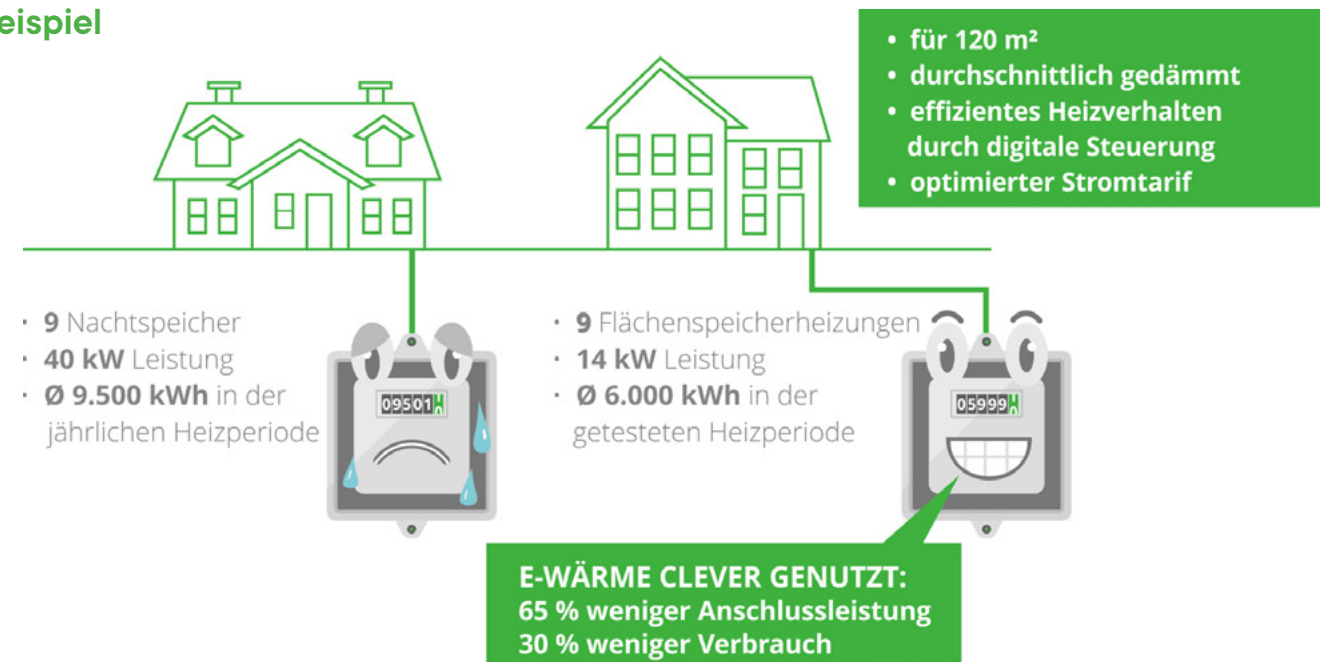 eispiel
• für 120 m²
• durchschnittlich gedämmt
• effizientes Heizverhalten
durch digitale Steuerung
• optimierter Stromtarif
· 9 Nachtspeicher
· 40 kW Leistung
· Ø 9.500 kWh in der
jährlichen Heizperiode
09501
· 9 Flächenspeicherheizungen
· 14 kW Leistung
· Ø 6.000 kWh in der
getesteten Heizperiode
05999
E-WÄRME CLEVER GENUTZT:
65 % weniger Anschlussleistung
30 % weniger Verbrauch